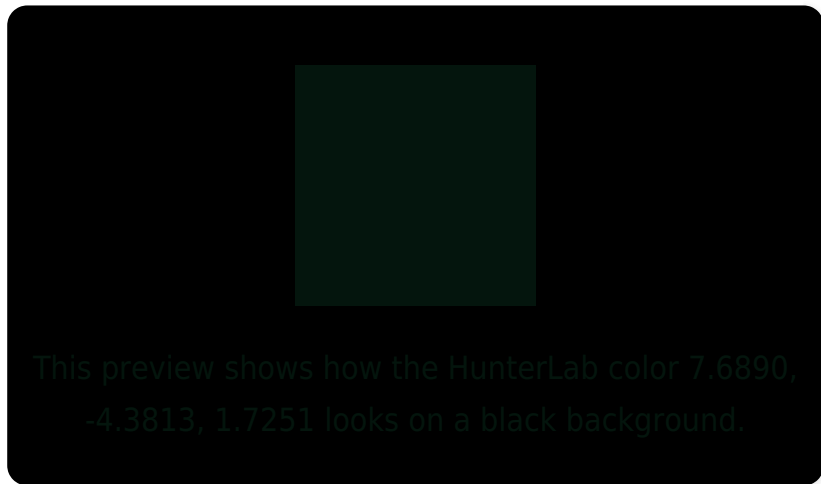 This preview shows how the HunterLab color 7.6890,
-4.3813, 1.7251 looks on a black background.